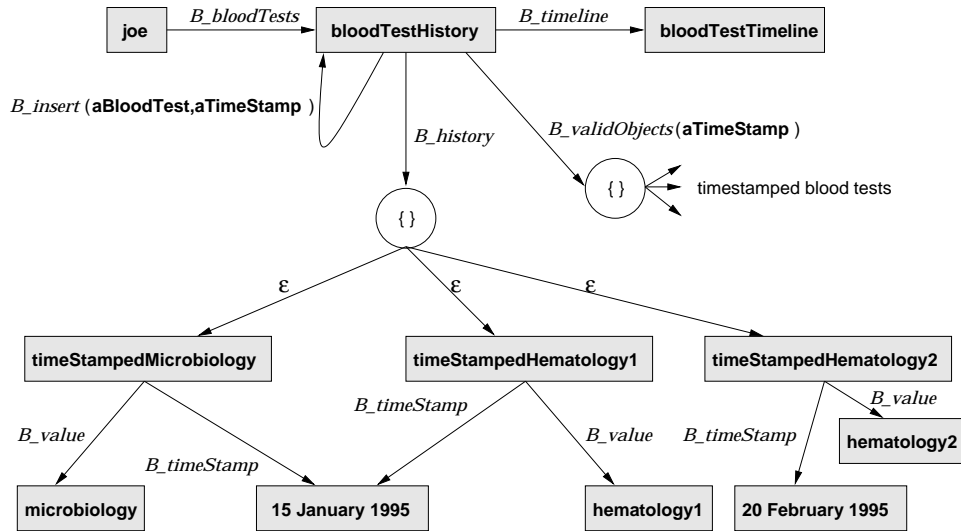 B_bloodTests
B_timeline
joe
bloodTestHistory
bloodTestTimeline
B_insert (aBloodTest,aTimeStamp )
B_history
B_validObjects(aTimeStamp )
{ }
timestamped blood tests
{ }
ε
ε
ε
timeStampedMicrobiology
timeStampedHematology1
timeStampedHematology2
B_value
B_timeStamp
B_timeStamp
B_value
B_timeStamp
B_value
hematology2
microbiology
15 January 1995
hematology1
20 February 1995